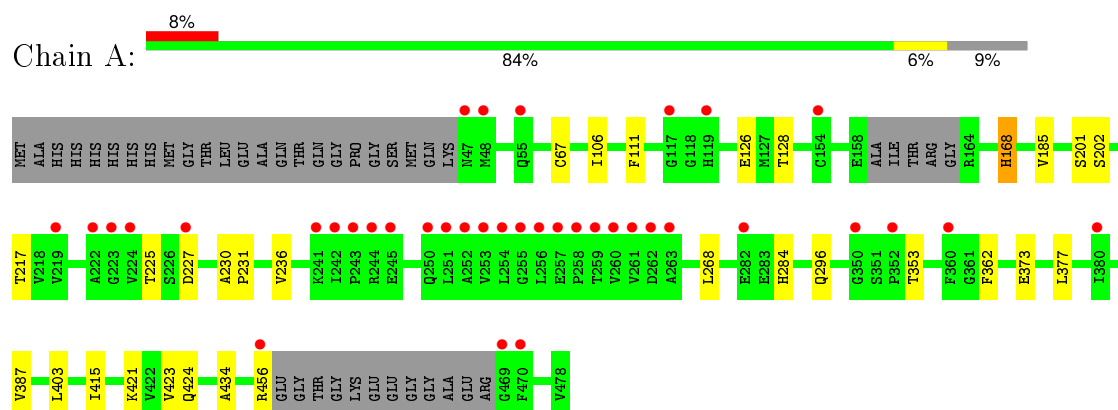 8%
Chain A:
84% 6% 9%
MET ALA HIS HIS HIS HIS HIS HIS MET GLY THR LEU GLU ALA GLN THR GLN GLY PRO GLY SER MET GLN LYS N47 M48 Q55 C67 I106 F111 G117 G118 H119 E126 M127 T128 C154 E158 ALA ILE THR ARG GLY R164 H168 V185 S201 S202
T217 V218 V219 A222 G223 V224 T225 S226 D227 A230 P231 V236 K241 I242 P243 R244 E245 Q250 L251 A252 V253 L254 G255 L256 E257 P258 T259 V260 V261 D262 A263 L268 E282 E283 H284 Q296 G350 S351 P352 T353 F360 G361 F362 E373 L377 I380
V387 L403 I415 K421 V422 V423 Q424 A434 R456 GLU GLY THR GLY LYS GLU GLU GLY GLY ALA GLU ARG G469 F470 V478